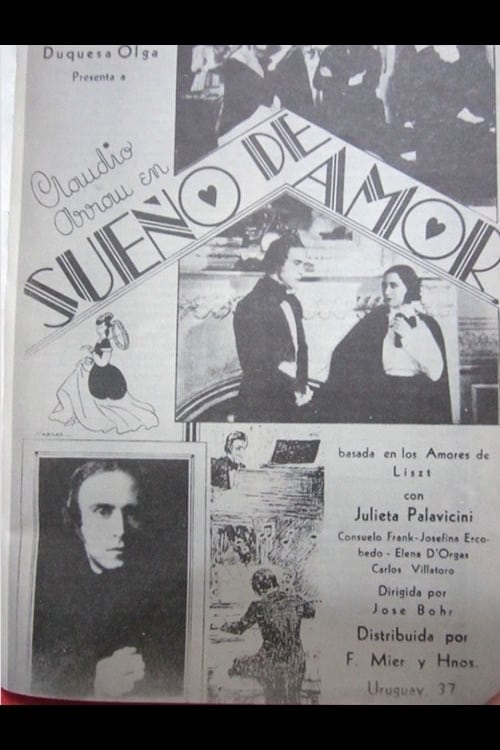 Duquesa Olga
Presenta a
Claudio
Arrau en
SUEÑO DE AMOR
basada en los Amores de
Liszt
con
Julieta Palavicini
Consuelo Frank-Josefina Esco-
bedo - Elena D'Orgas
Carlos Villatoro
Dirigida por
Jose Bohr
Distribuida por
F. Mier y Hnos.
Uruguay. 37